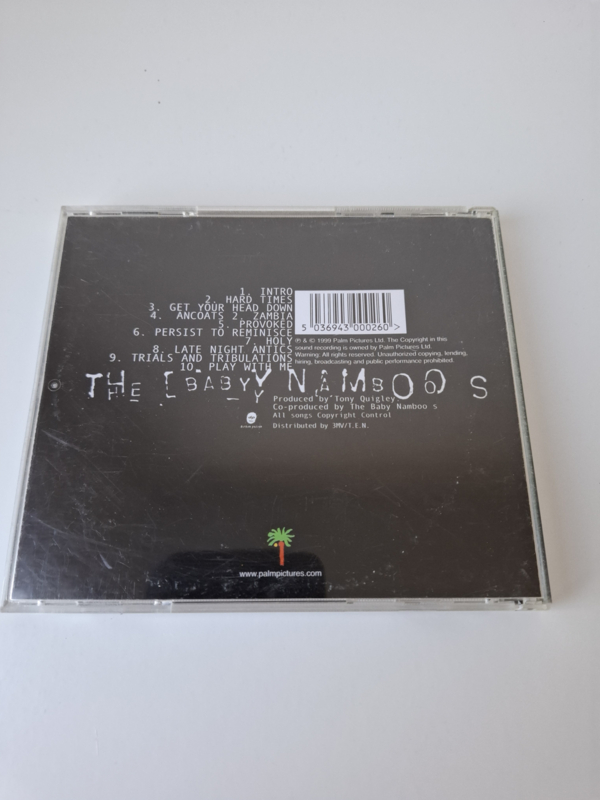 1. INTRO
2. HARD TIMES
3. GET YOUR HEAD DOWN
4. ANCOATS 2, ZAMBIA
5. PROVOKED
6. PERSIST TO REMINISCE
7. HOLY
8. LATE NIGHT ANTICS
9. TRIALS AND TRIBULATIONS
10. PLAY WITH ME
5 036943 000260 >
℗ & © 1999 Palm Pictures Ltd. The Copyright in this
sound recording is owned by Palm Pictures Ltd.
Warning: All rights reserved. Unauthorized copying, lending,
hiring, broadcasting and public performance prohibited.
THE [BABY NAMBOO S
Produced by Tony Quigley
Co-produced by The Baby Namboo s
All songs Copyright Control
Distributed by 3MV/T.E.N.
www.palmpictures.com